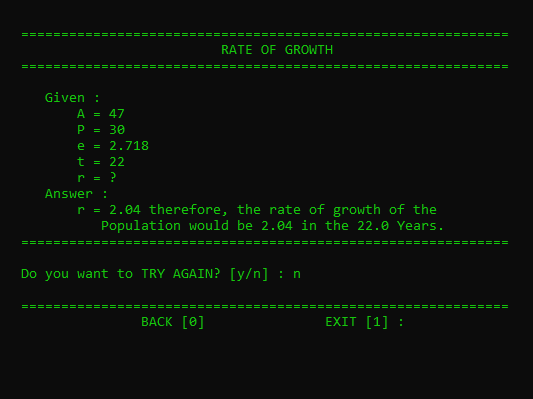 ============================================================
RATE OF GROWTH
============================================================
Given :
A = 47
P = 30
e = 2.718
t = 22
r = ?
Answer :
r = 2.04 therefore, the rate of growth of the
Population would be 2.04 in the 22.0 Years.
============================================================
Do you want to TRY AGAIN? [y/n] : n
============================================================
BACK [0] EXIT [1] :